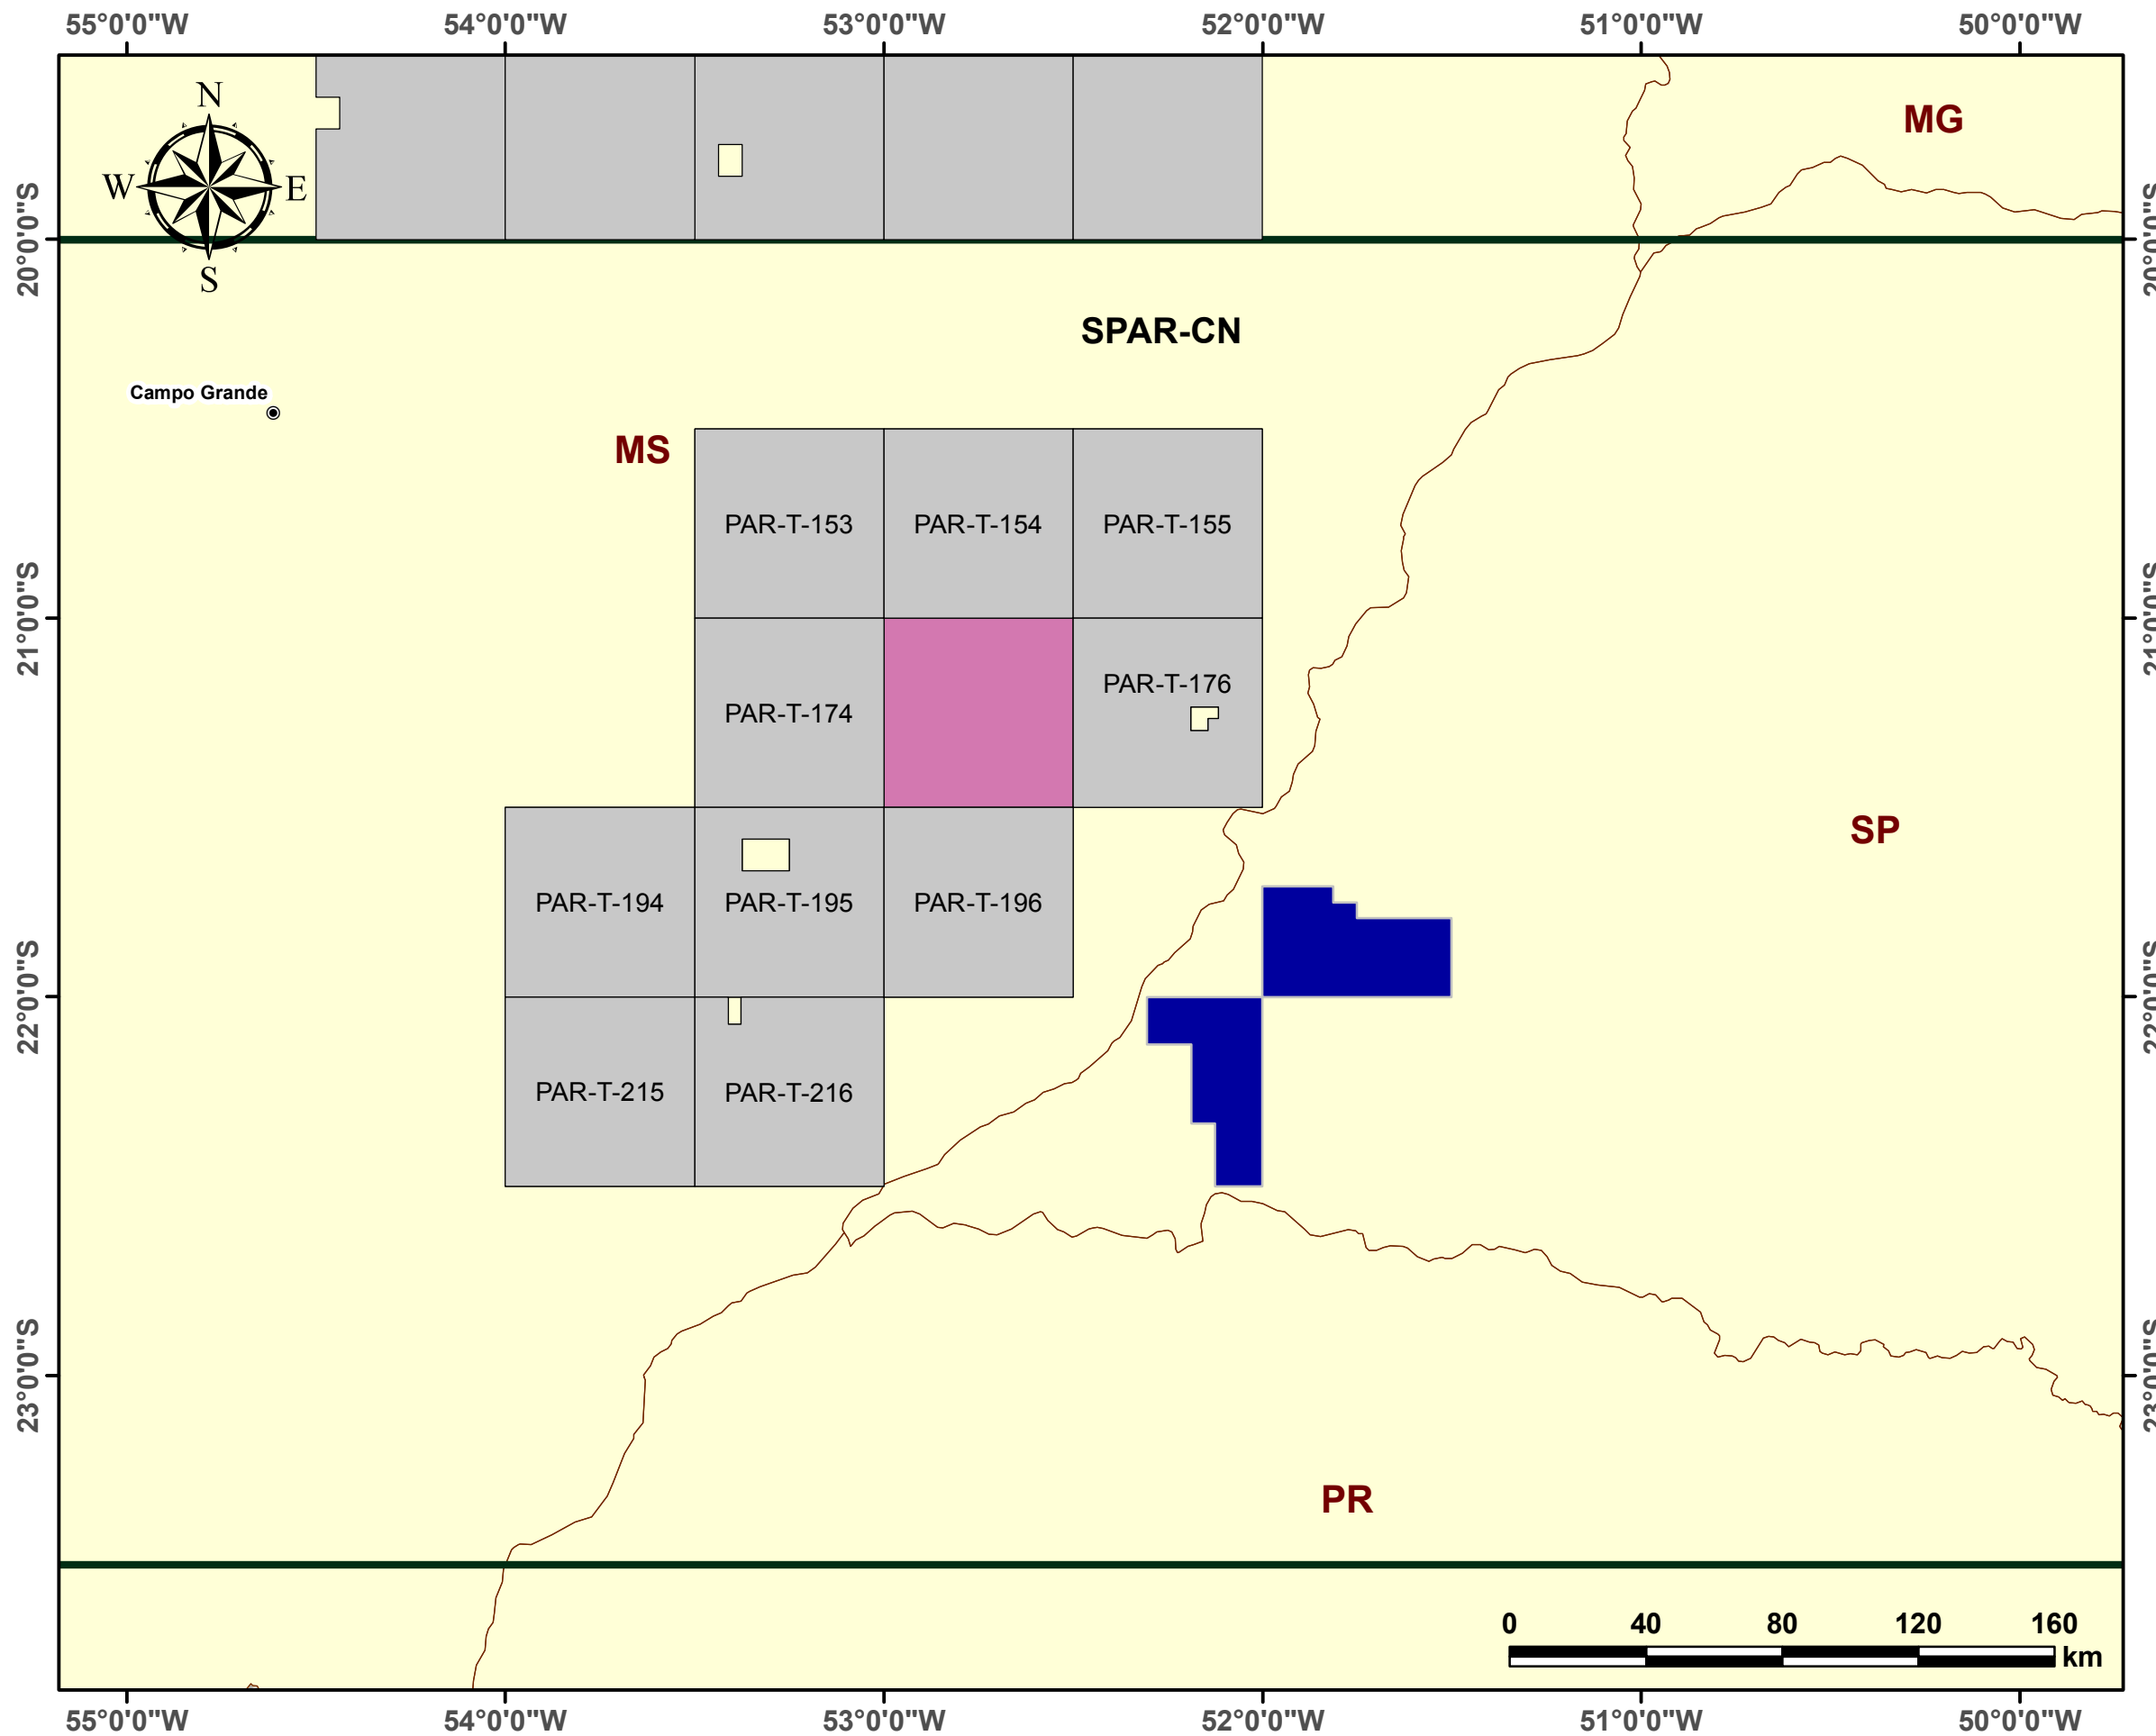 55°0'0"W 54°0'0"W 53°0'0"W 52°0'0"W 51°0'0"W 50°0'0"W
N
W E
S
MG
20°0'0"S 20°0'0"S
SPAR-CN
Campo Grande
MS
PAR-T-153 PAR-T-154 PAR-T-155
21°0'0"S 21°0'0"S
PAR-T-176
PAR-T-174
SP
PAR-T-194 PAR-T-195 PAR-T-196
22°0'0"S 22°0'0"S
PAR-T-215 PAR-T-216
23°0'0"S 23°0'0"S
PR
0 40 80 120 160
km
55°0'0"W 54°0'0"W 53°0'0"W 52°0'0"W 51°0'0"W 50°0'0"W